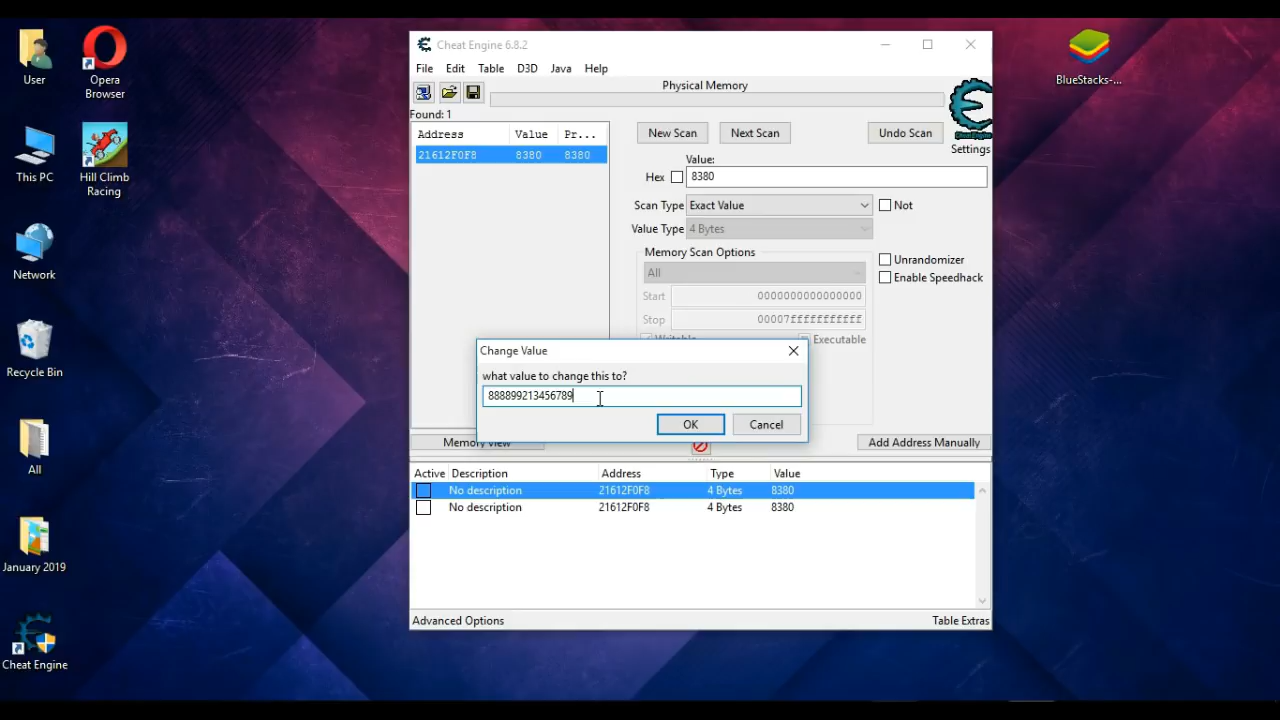 User
Opera
Browser
This PC
Hill Climb
Racing
Network
Recycle Bin
All
January 2019
Cheat Engine
BlueStacks-...
Cheat Engine 6.8.2
File Edit Table D3D Java Help
Physical Memory
Found: 1
Address Value Pr...
21612F0F8 8380 8380
New Scan Next Scan Undo Scan
Cheat Engine
Settings
Value:
Hex 8380
Scan Type Exact Value Not
Value Type 4 Bytes
Memory Scan Options
All
Unrandomizer
Enable Speedhack
Start 0000000000000000
Stop 00007fffffffffff
Writable Executable
Change Value
what value to change this to?
888899213456789
OK Cancel
Memory View Add Address Manually
Active Description Address Type Value
No description 21612F0F8 4 Bytes 8380
No description 21612F0F8 4 Bytes 8380
Advanced Options Table Extras